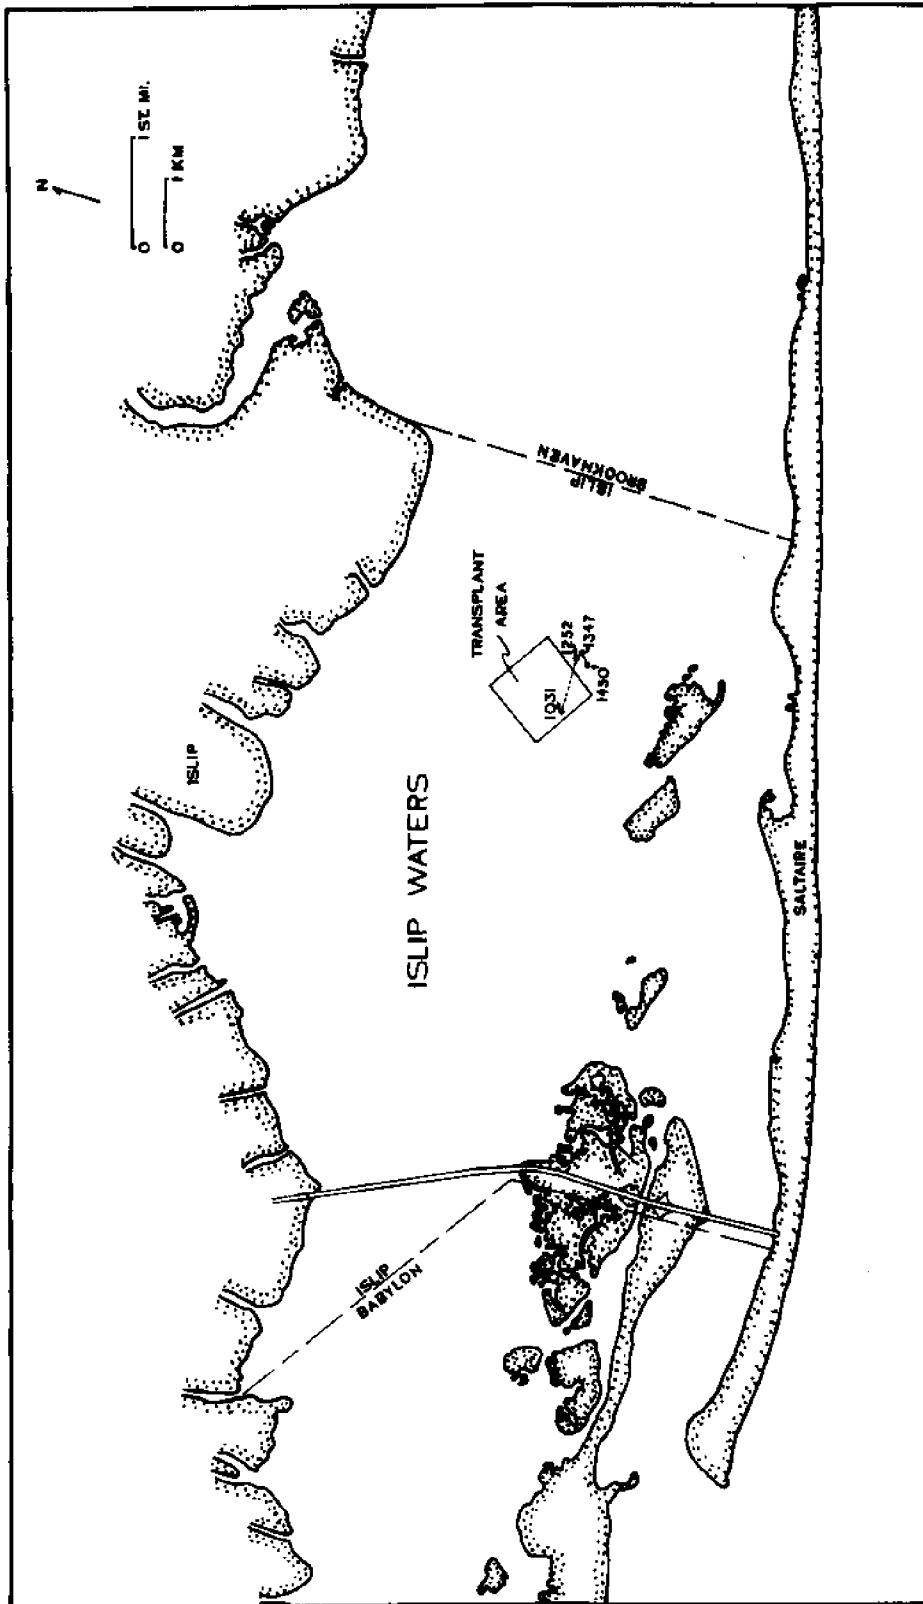 N
0 1 ST. MI.
0 1 KM
ISLIP
BROOKHAVEN
TRANSPLANT
AREA
1252
1347
1031
1450
ISLIP
ISLIP WATERS
SALTAIRE
ISLIP
BABYLON